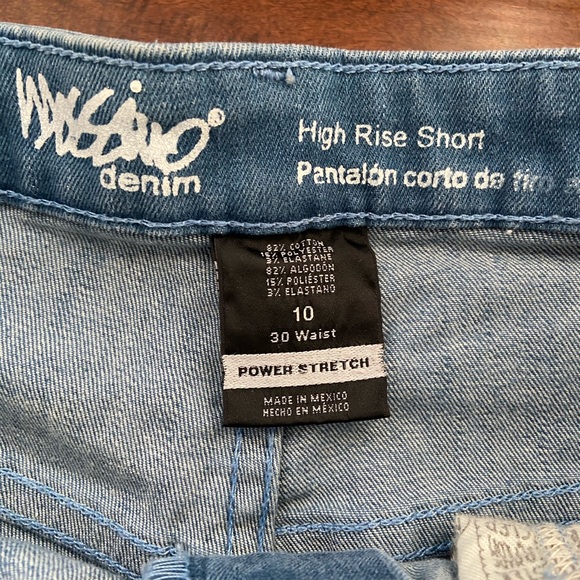 Mossimo
denim
High Rise Short
Pantalón corto de tiro
82% COTTON
15% POLYESTER
3% ELASTANE
82% ALGODÓN
15% POLIÉSTER
3% ELASTANO
10
30 Waist
POWER STRETCH
MADE IN MEXICO
HECHO EN MÉXICO